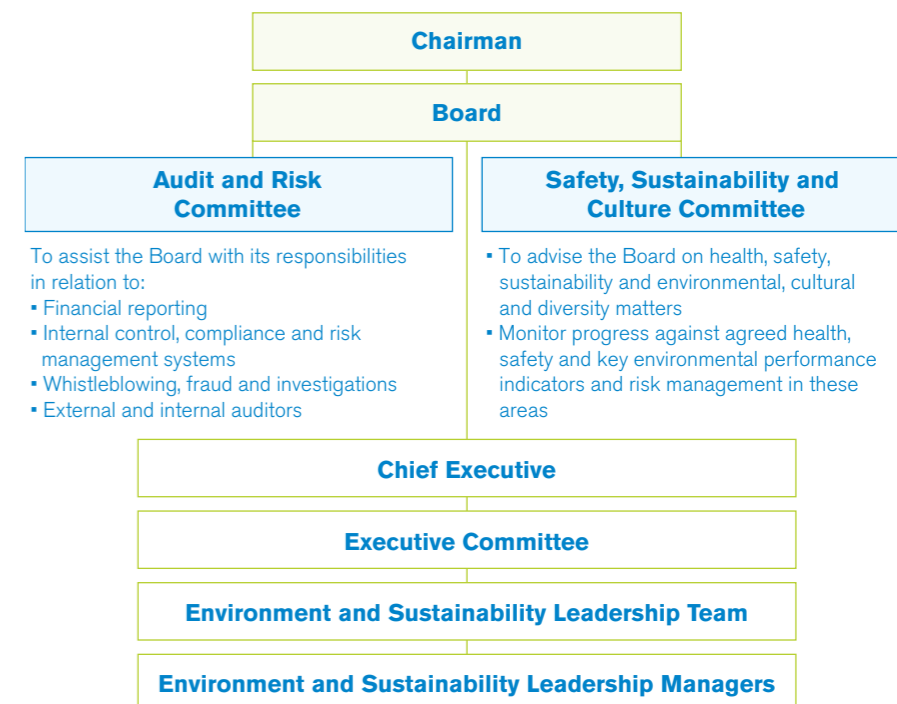 Chairman
Board
Audit and Risk
Committee
To assist the Board with its responsibilities
in relation to:
▪ Financial reporting
▪ Internal control, compliance and risk
management systems
▪ Whistleblowing, fraud and investigations
▪ External and internal auditors
Safety, Sustainability and
Culture Committee
▪ To advise the Board on health, safety,
sustainability and environmental, cultural
and diversity matters
▪ Monitor progress against agreed health,
safety and key environmental performance
indicators and risk management in these
areas
Chief Executive
Executive Committee
Environment and Sustainability Leadership Team
Environment and Sustainability Leadership Managers